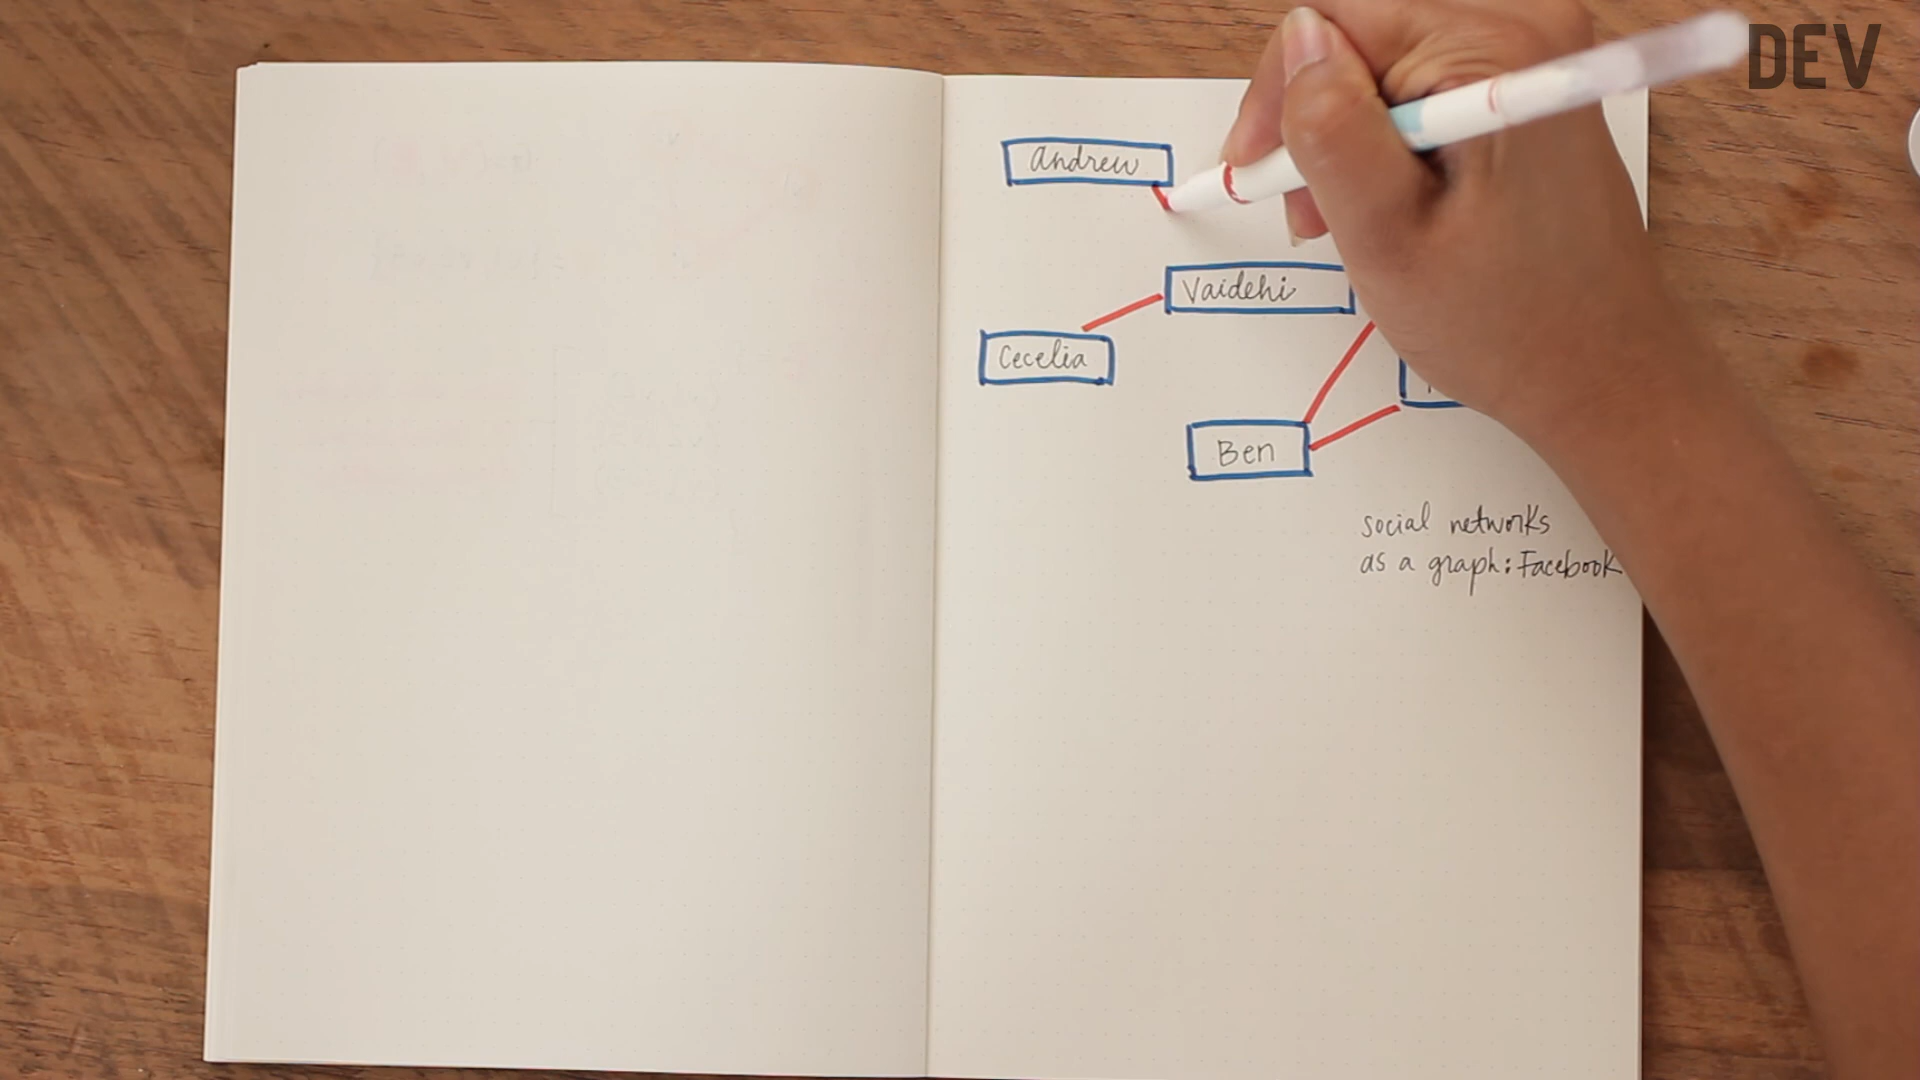 DEV
Andrew
Vaidehi
Cecelia
Ben
social networks
as a graph: Facebook